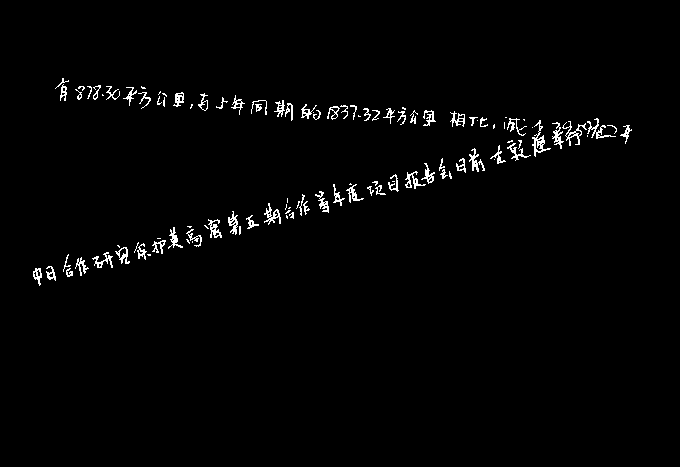 有878.30平方公里,与上年同期的1837.32平方公里 相比,减少
中日合作研究保护莫高窟第五期合作首年度项目报告会日前在敦煌举行